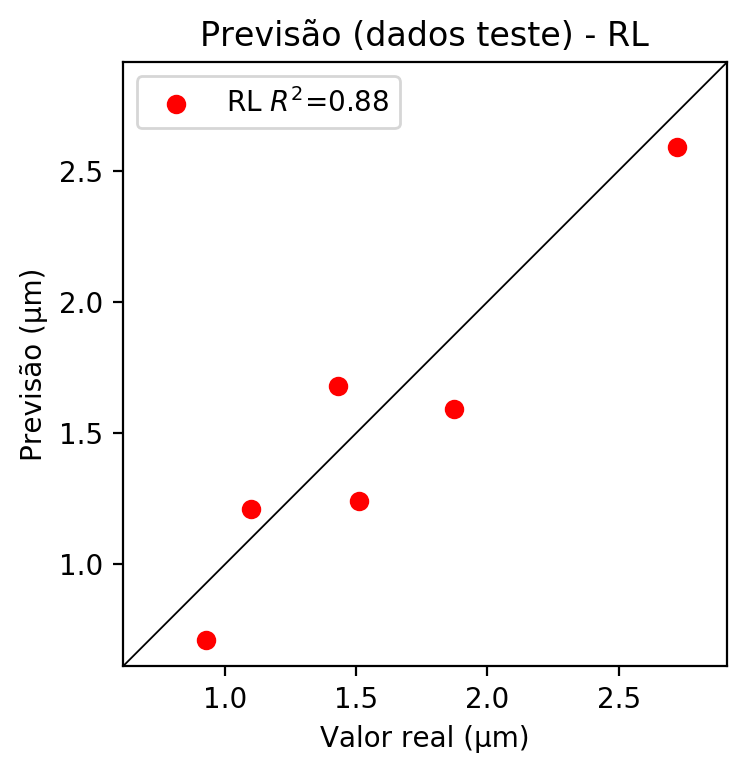 Previsão (dados teste) - RL
RL R²=0.88
Previsão (µm)
2.5
2.0
1.5
1.0
1.0 1.5 2.0 2.5
Valor real (µm)